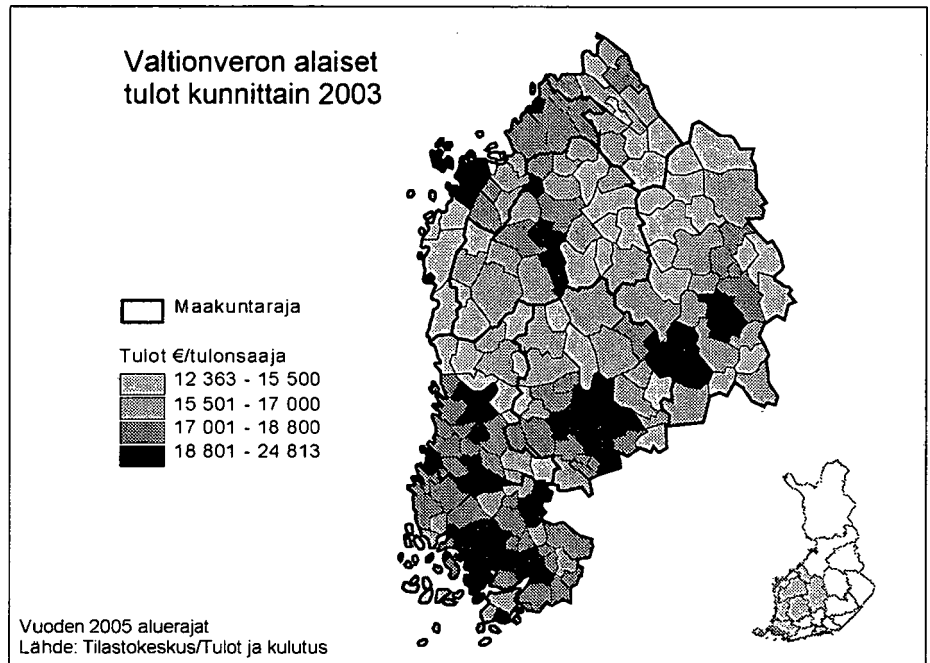 Valtionveron alaiset
tulot kunnittain 2003
Maakuntaraja
Tulot €/tulonsaaja
12 363 - 15 500
15 501 - 17 000
17 001 - 18 800
18 801 - 24 813
Vuoden 2005 aluerajat
Lähde: Tilastokeskus/Tulot ja kulutus